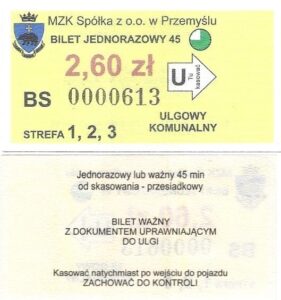 MZK Spółka z o.o. w Przemyślu
BILET JEDNORAZOWY 45
2,60 zł
U
Tu kasować
BS 0000613
ULGOWY
KOMUNALNY
STREFA 1, 2, 3
Jednorazowy lub ważny 45 min
od skasowania - przesiadkowy
BILET WAŻNY
Z DOKUMENTEM UPRAWNIAJĄCYM
DO ULGI
Kasować natychmiast po wejściu do pojazdu
ZACHOWAĆ DO KONTROLI